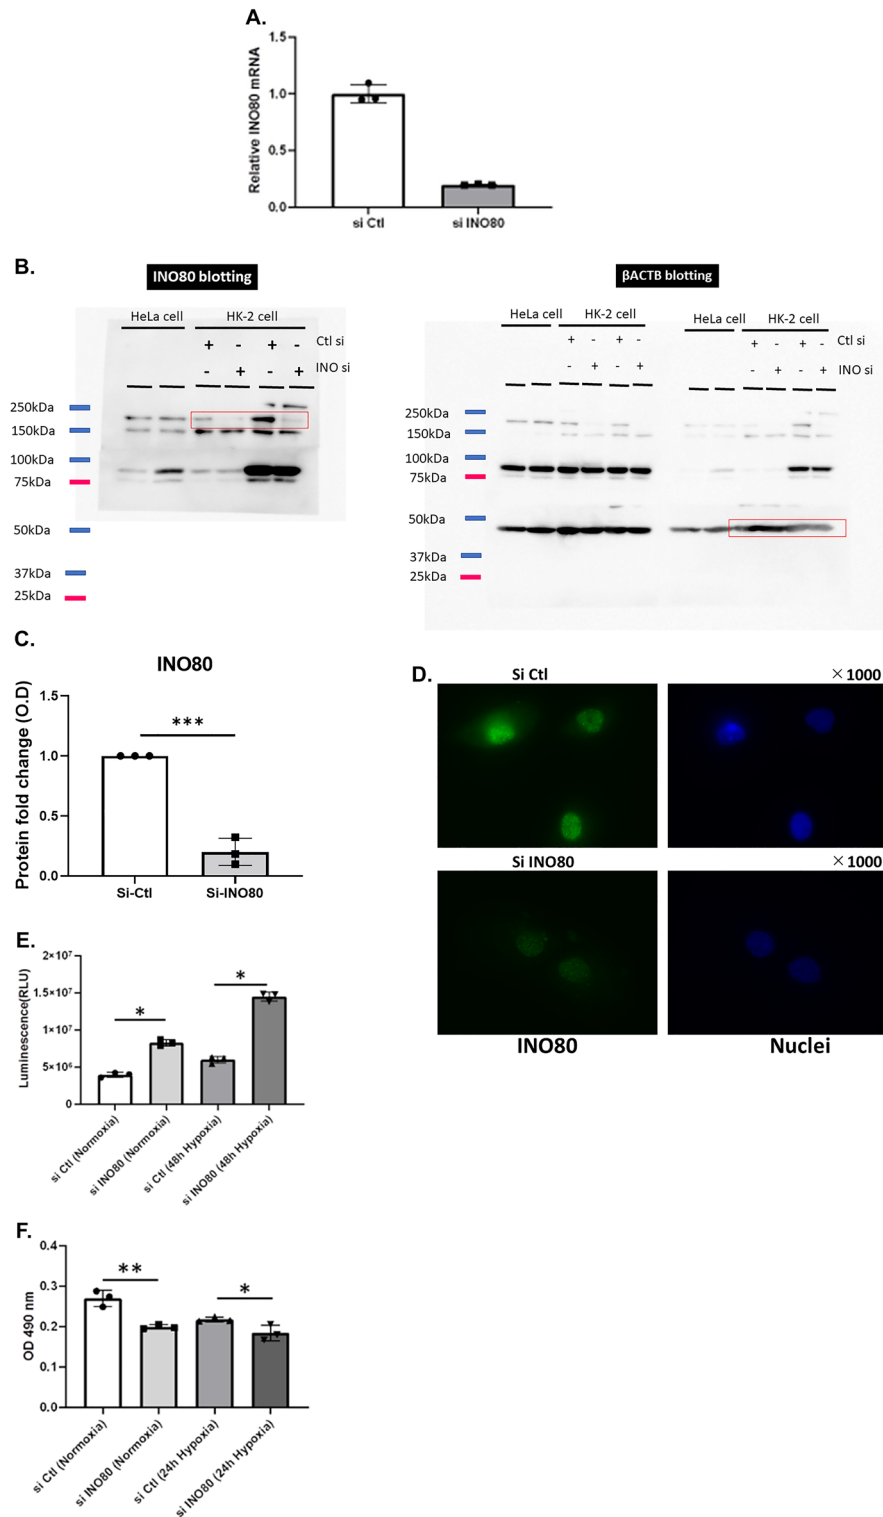 A.
Relative INO80 mRNA
1.5
1.0
0.5
0.0
si Ctl si INO80
B.
INO80 blotting
βACTB blotting
HeLa cell HK-2 cell
+ - + - Ctl si
- + - + INO si
250kDa
150kDa
100kDa
75kDa
50kDa
37kDa
25kDa
HeLa cell HK-2 cell HeLa cell HK-2 cell
+ - + - + - + - Ctl si
- + - + - + - + INO si
250kDa
150kDa
100kDa
75kDa
50kDa
37kDa
25kDa
C.
INO80
Protein fold change (O.D)
1.5
1.0
0.5
0.0
***
Si-Ctl Si-INO80
D.
Si Ctl ×1000
Si INO80 ×1000
INO80 Nuclei
E.
Luminescence(RLU)
2×10⁷
1.5×10⁷
1×10⁷
5×10⁶
0
* *
si Ctl (Normoxia)
si INO80 (Normoxia)
si Ctl (48h Hypoxia)
si INO80 (48h Hypoxia)
F.
OD 490 nm
0.4
0.3
0.2
0.1
0.0
** *
si Ctl (Normoxia)
si INO80 (Normoxia)
si Ctl (24h Hypoxia)
si INO80 (24h Hypoxia)